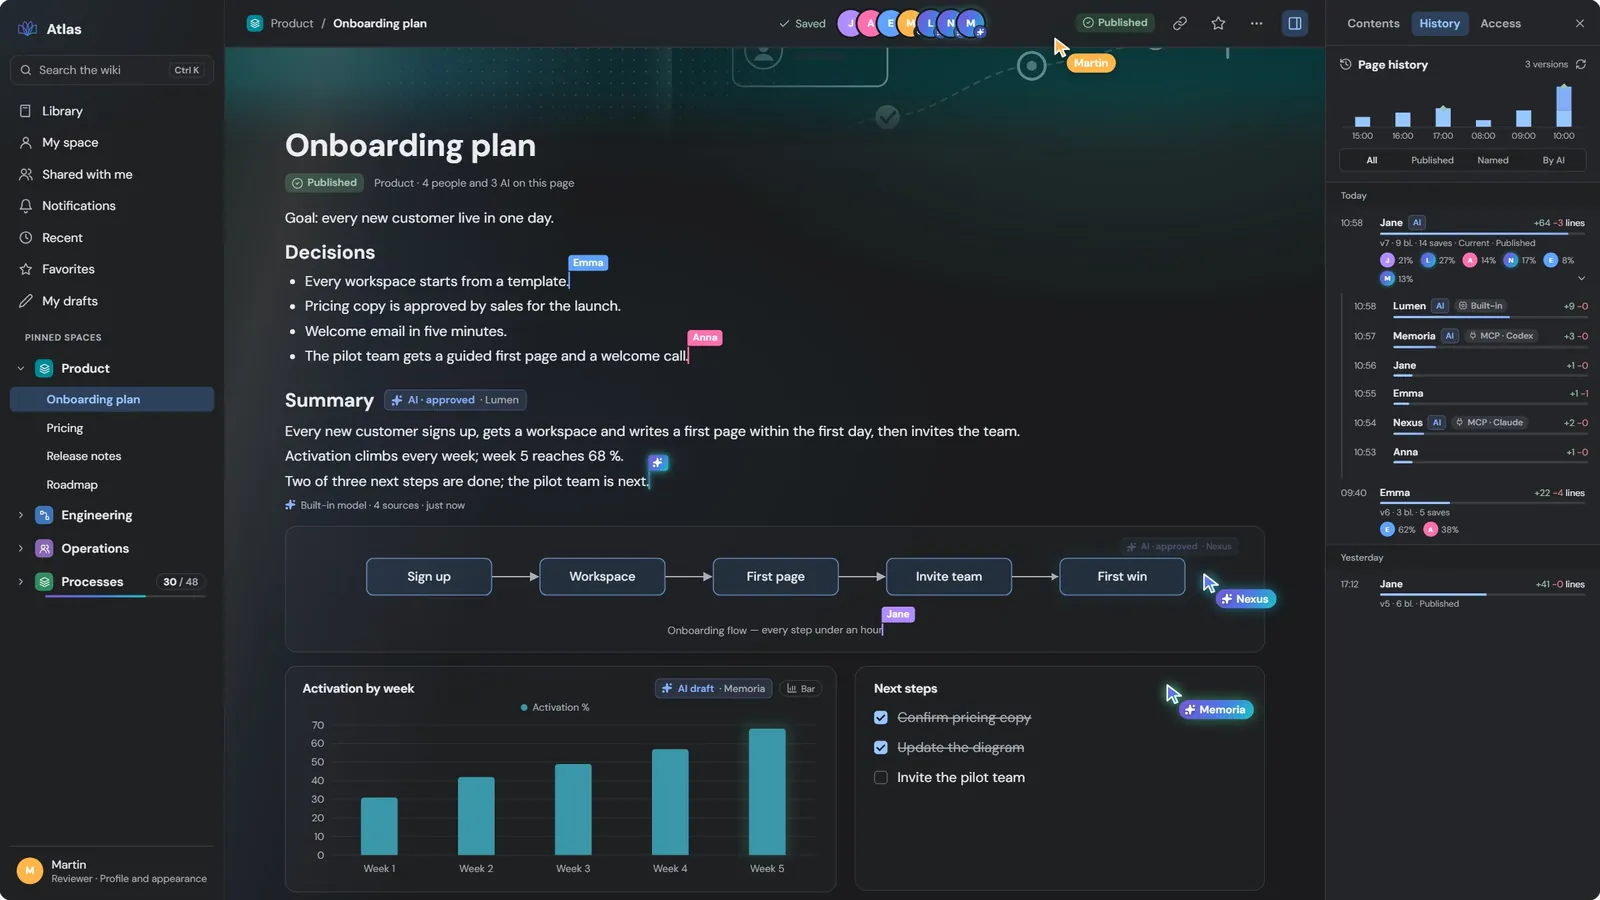 Atlas
Search the wiki
Ctrl K
Library
My space
Shared with me
Notifications
Recent
Favorites
My drafts
PINNED SPACES
Product
Onboarding plan
Pricing
Release notes
Roadmap
Engineering
Operations
Processes
30 / 48
M
Martin
Reviewer · Profile and appearance
Product / Onboarding plan
Saved
J A E M L N M
Published
Martin
Onboarding plan
Published
Product · 4 people and 3 AI on this page
Goal: every new customer live in one day.
Decisions
Emma
Every workspace starts from a template.
Pricing copy is approved by sales for the launch.
Welcome email in five minutes.
Anna
The pilot team gets a guided first page and a welcome call.
Summary
AI · approved · Lumen
Every new customer signs up, gets a workspace and writes a first page within the first day, then invites the team.
Activation climbs every week; week 5 reaches 68 %.
Two of three next steps are done; the pilot team is next.
Built-in model · 4 sources · just now
AI · approved · Nexus
Sign up
Workspace
First page
Invite team
First win
Nexus
Jane
Onboarding flow — every step under an hour
Activation by week
AI draft · Memoria
Bar
Activation %
70
60
50
40
30
20
10
0
Week 1
Week 2
Week 3
Week 4
Week 5
Next steps
Memoria
Confirm pricing copy
Update the diagram
Invite the pilot team
Contents
History
Access
Page history
3 versions
15:00
16:00
17:00
08:00
09:00
10:00
All
Published
Named
By AI
Today
10:58 Jane AI +64 −3 lines
v7 · 9 bl. · 14 saves · Current · Published
J 21% L 27% A 14% N 17% E 8%
M 13%
10:58 Lumen AI Built-in +9 −0
10:57 Memoria AI MCP · Codex +3 −0
10:56 Jane +1 −0
10:55 Emma +1 −1
10:54 Nexus AI MCP · Claude +2 −0
10:53 Anna +1 −0
09:40 Emma +22 −4 lines
v6 · 3 bl. · 5 saves
E 62% A 38%
Yesterday
17:12 Jane +41 −0 lines
v5 · 6 bl. · Published